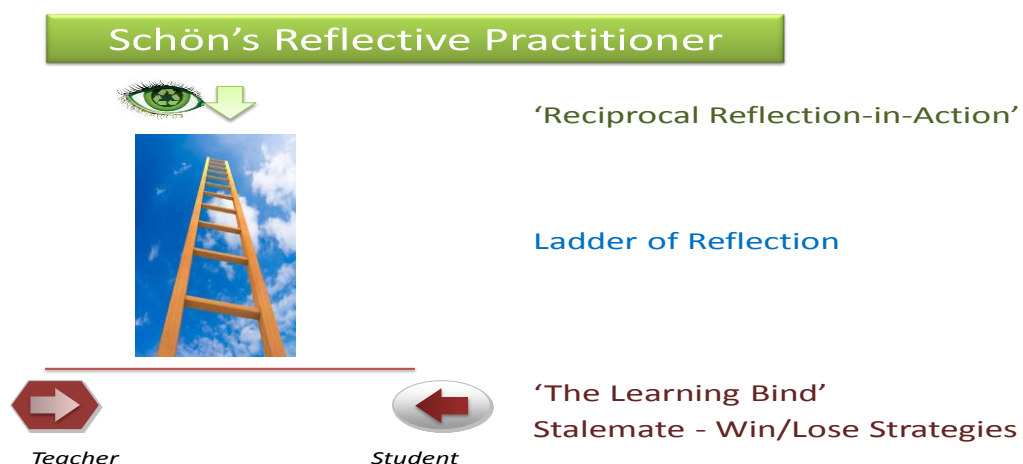 Schön’s Reflective Practitioner
‘Reciprocal Reflection-in-Action’
Ladder of Reflection
‘The Learning Bind’
Stalemate - Win/Lose Strategies
Teacher
Student